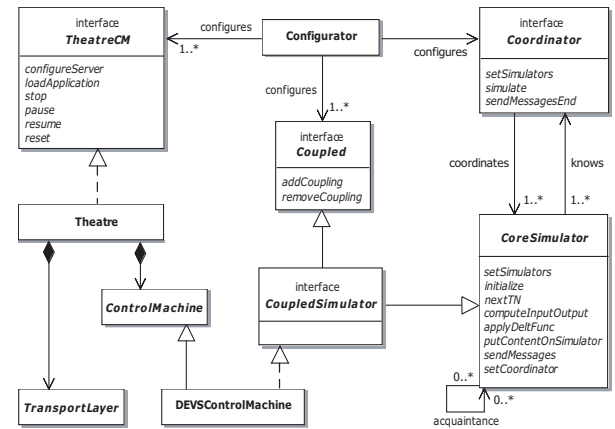 interface
TheatreCM
configureServer
loadApplication
stop
pause
resume
reset
configures
1..*
Configurator
configures
interface
Coordinator
setSimulators
simulate
sendMessagesEnd
configures
1..*
interface
Coupled
addCoupling
removeCoupling
coordinates
knows
1..*
1..*
Theatre
CoreSimulator
setSimulators
initialize
nextTN
computeInputOutput
applyDeltFunc
putContentOnSimulator
sendMessages
setCoordinator
ControlMachine
interface
CoupledSimulator
TransportLayer
DEVSControlMachine
0..*
0..*
acquaintance